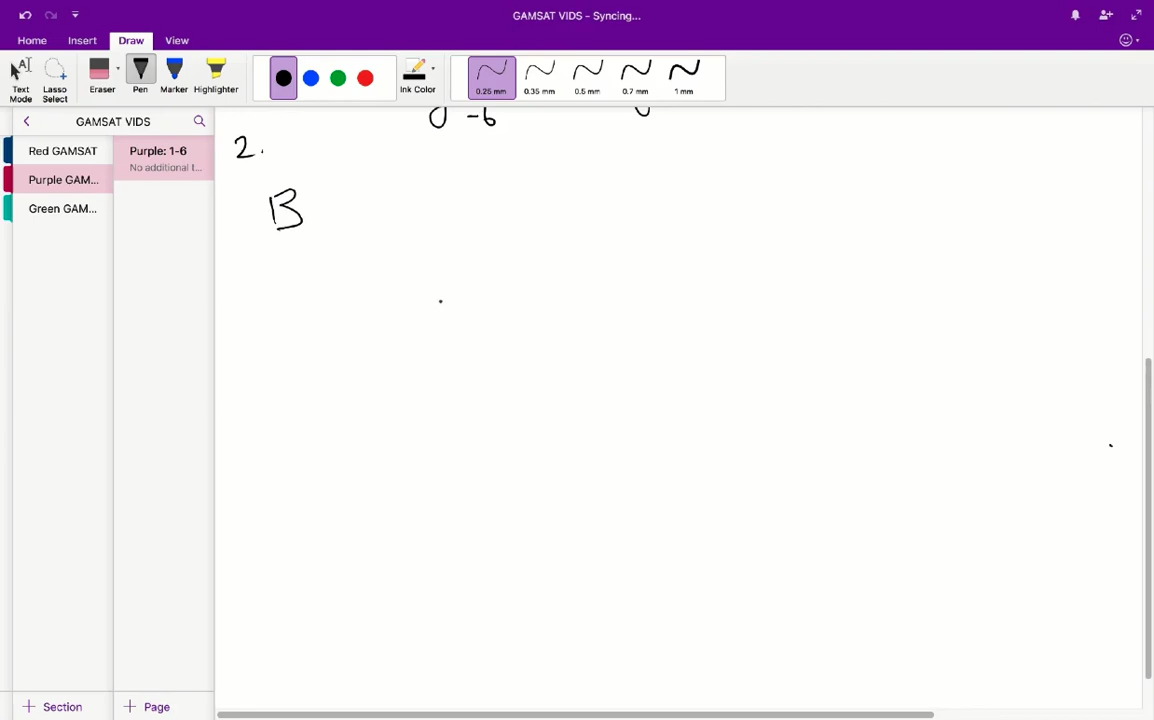 GAMSAT VIDS - Syncing...
Home Insert Draw View
Text Mode
Lasso Select
Eraser
Pen
Marker
Highlighter
Ink Color
0.25 mm
0.35 mm
0.5 mm
0.7 mm
1 mm
GAMSAT VIDS
Red GAMSAT
Purple GAM...
Green GAM...
Purple: 1-6
No additional t...
-6
2.
B
+ Section
+ Page